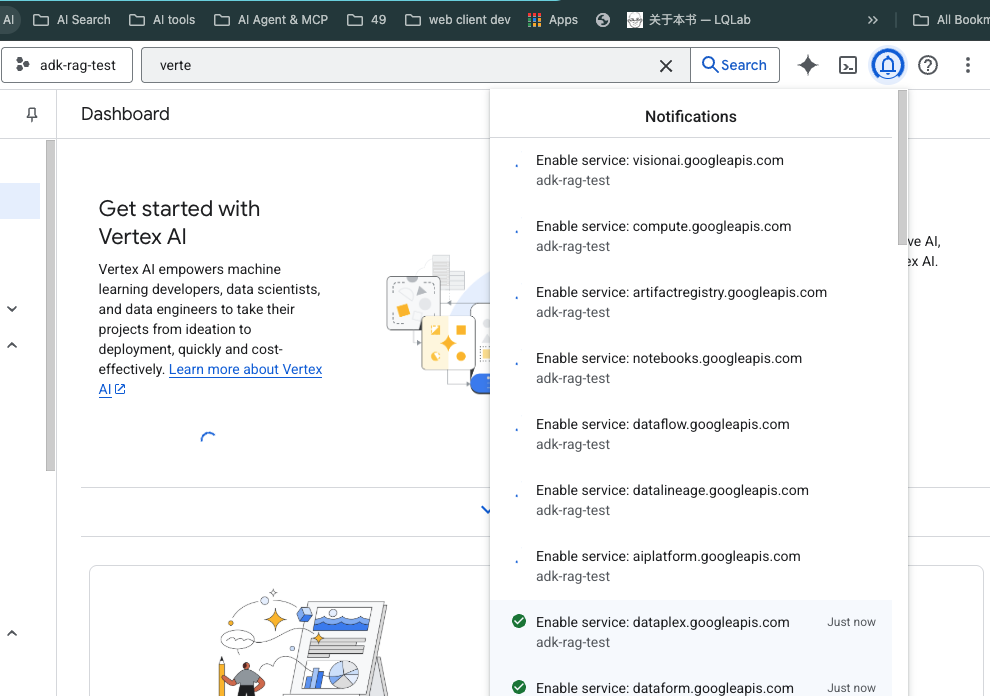 AI
AI Search
AI tools
AI Agent & MCP
49
web client dev
Apps
关于本书 — LQLab
»
All Bookm
adk-rag-test
verte
Search
Dashboard
Notifications
Get started with
Vertex AI
Vertex AI empowers machine
learning developers, data scientists,
and data engineers to take their
projects from ideation to
deployment, quickly and cost-
effectively. Learn more about Vertex
AI
ve AI,
ex AI.
Enable service: visionai.googleapis.com
adk-rag-test
Enable service: compute.googleapis.com
adk-rag-test
Enable service: artifactregistry.googleapis.com
adk-rag-test
Enable service: notebooks.googleapis.com
adk-rag-test
Enable service: dataflow.googleapis.com
adk-rag-test
Enable service: datalineage.googleapis.com
adk-rag-test
Enable service: aiplatform.googleapis.com
adk-rag-test
Enable service: dataplex.googleapis.com Just now
adk-rag-test
Enable service: dataform.googleapis.com Just now